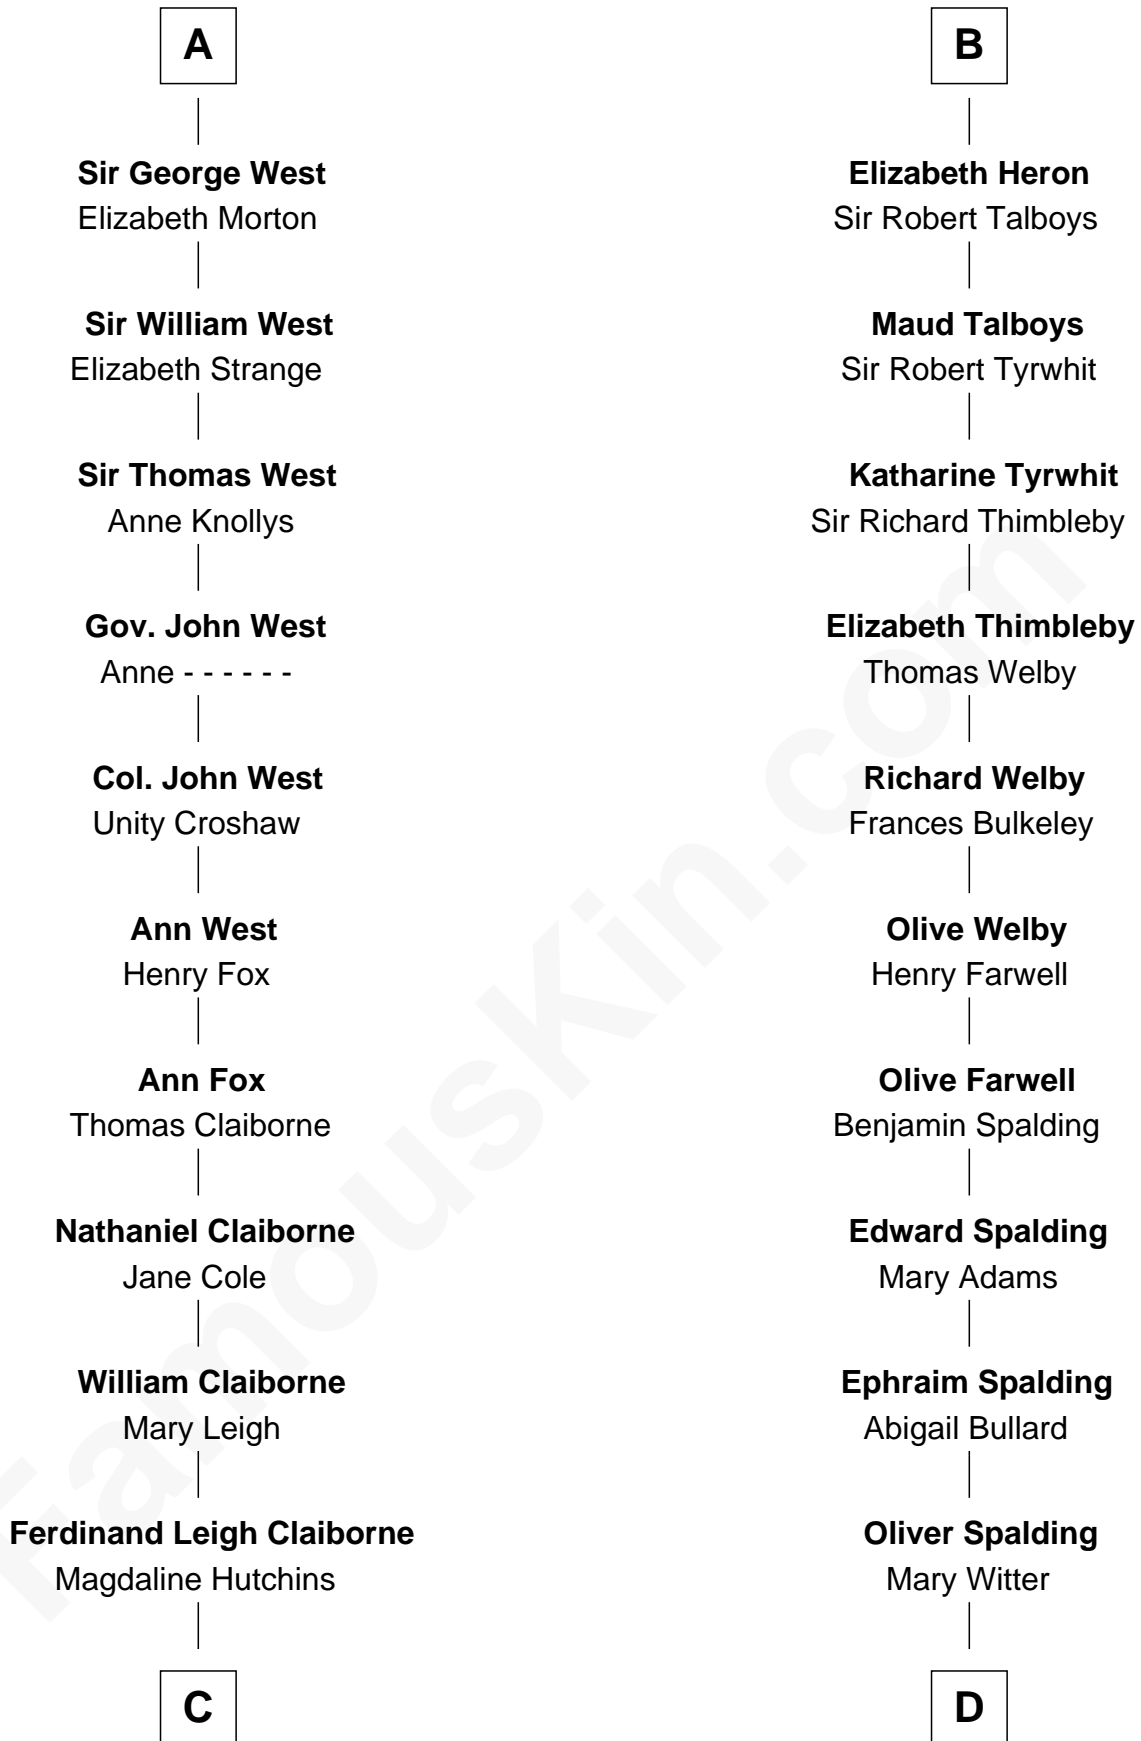 A
Sir George West
Elizabeth Morton
Sir William West
Elizabeth Strange
Sir Thomas West
Anne Knollys
Gov. John West
Anne - - - - - -
Col. John West
Unity Croshaw
Ann West
Henry Fox
Ann Fox
Thomas Claiborne
Nathaniel Claiborne
Jane Cole
William Claiborne
Mary Leigh
Ferdinand Leigh Claiborne
Magdaline Hutchins
C
B
Elizabeth Heron
Sir Robert Talboys
Maud Talboys
Sir Robert Tyrwhit
Katharine Tyrwhit
Sir Richard Thimbleby
Elizabeth Thimbleby
Thomas Welby
Richard Welby
Frances Bulkeley
Olive Welby
Henry Farwell
Olive Farwell
Benjamin Spalding
Edward Spalding
Mary Adams
Ephraim Spalding
Abigail Bullard
Oliver Spalding
Mary Witter
D
FamousKin.com